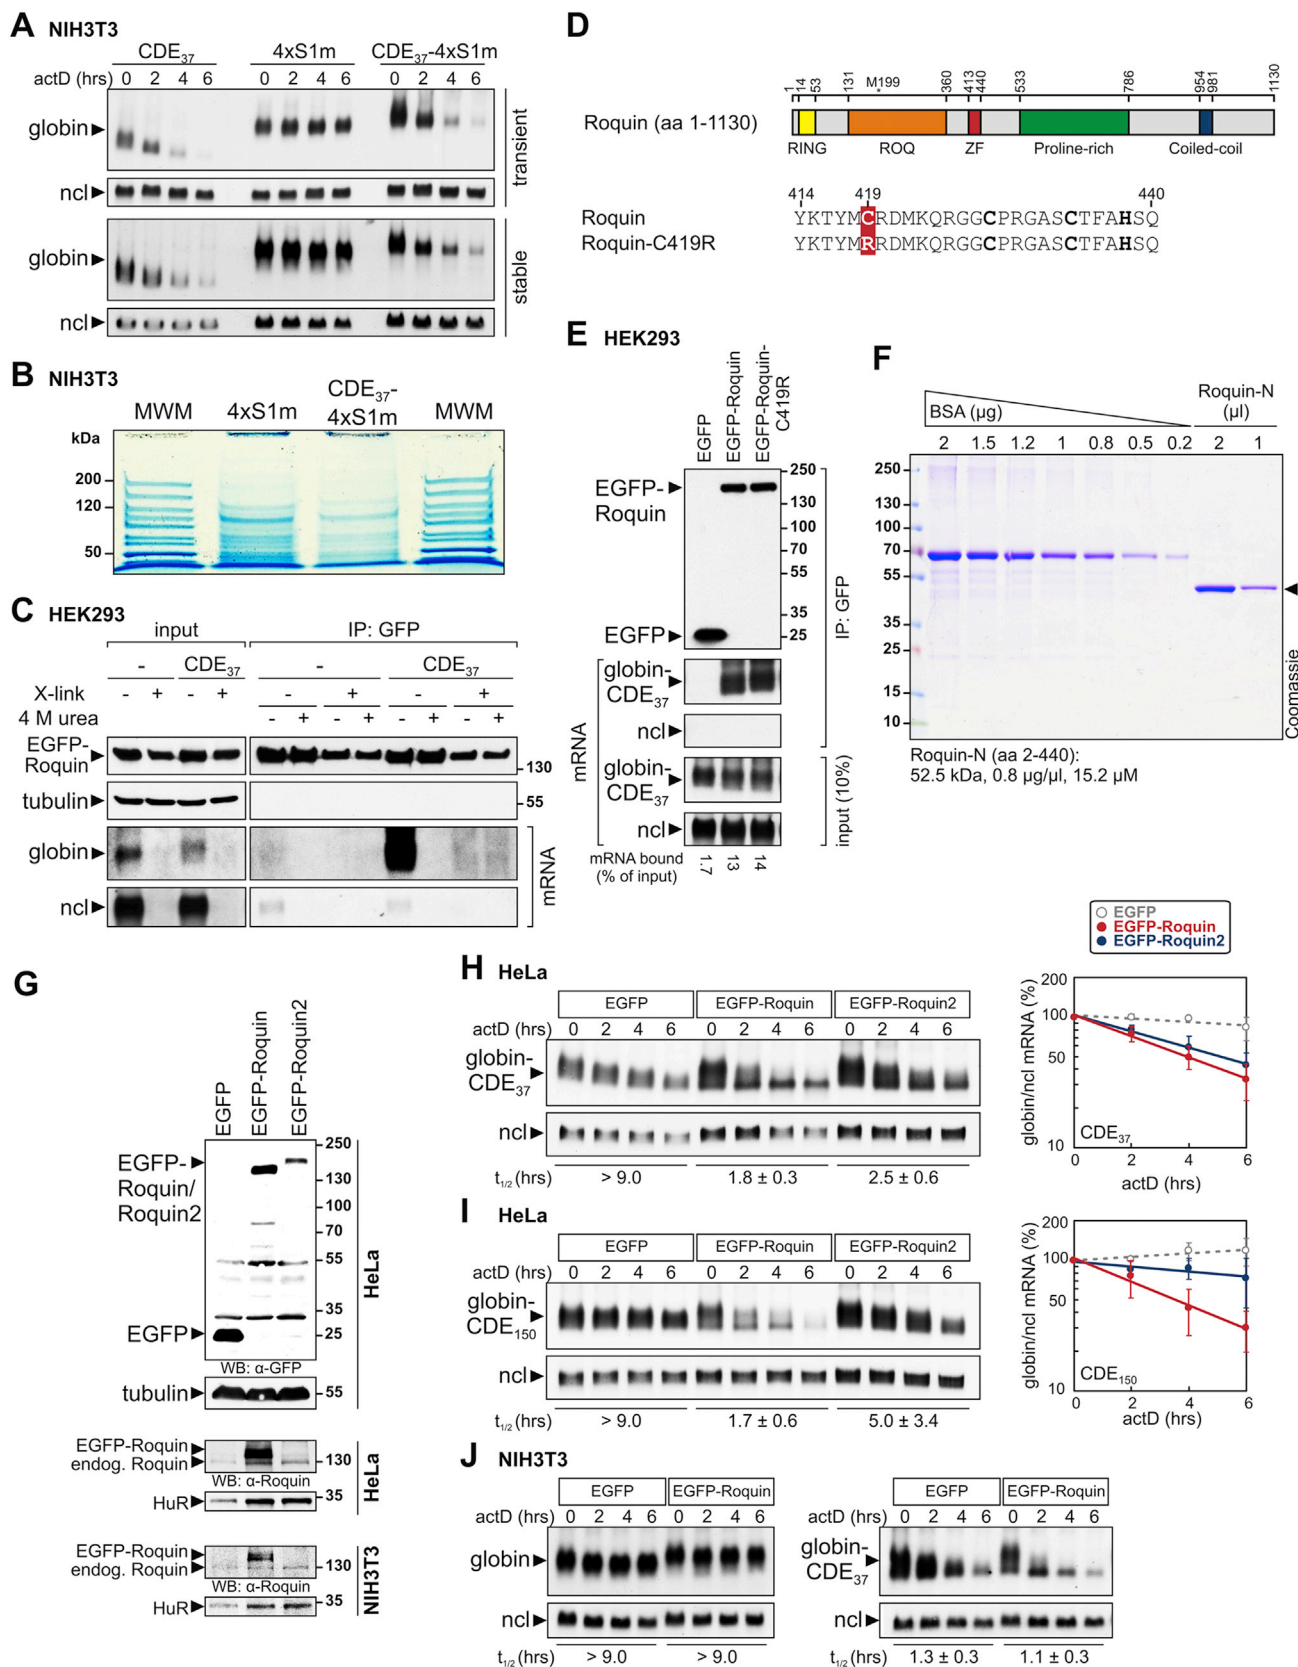 A NIH3T3
CDE37 4xS1m CDE37-4xS1m
actD (hrs) 0 2 4 6 0 2 4 6 0 2 4 6
globin
ncl
transient
globin
ncl
stable
B NIH3T3
MWM 4xS1m CDE37-4xS1m MWM
kDa
200
120
50
C HEK293
input IP: GFP
- CDE37 - CDE37
X-link - + - + - + - +
4 M urea - + - + - + - +
EGFP-Roquin
130
tubulin
55
globin
ncl
mRNA
D
1 14 53 131 M199 360 413 440 533 786 954 981 1130
*
Roquin (aa 1-1130)
RING ROQ ZF Proline-rich Coiled-coil
414 419 440
Roquin YKTYMCRDMKQRGGCPRGASCTFAHSQ
Roquin-C419R YKTYMRRDMKQRGGCPRGASCTFAHSQ
E HEK293
EGFP
EGFP-Roquin
EGFP-Roquin-C419R
EGFP-Roquin
EGFP
250
130
100
70
55
35
25
IP: GFP
globin-CDE37
ncl
globin-CDE37
ncl
mRNA
input (10%)
mRNA bound (% of input) 1.7 13 14
F
BSA (µg) Roquin-N (µl)
2 1.5 1.2 1 0.8 0.5 0.2 2 1
250
130
100
70
55
35
25
15
10
Coomassie
Roquin-N (aa 2-440):
52.5 kDa, 0.8 µg/µl, 15.2 µM
G
EGFP
EGFP-Roquin
EGFP-Roquin2
EGFP-Roquin/Roquin2
EGFP
250
130
100
70
55
35
25
WB: α-GFP
tubulin
55
HeLa
EGFP-Roquin
endog. Roquin
130
WB: α-Roquin
HuR
35
HeLa
EGFP-Roquin
endog. Roquin
130
WB: α-Roquin
HuR
35
NIH3T3
EGFP
EGFP-Roquin
EGFP-Roquin2
H HeLa
EGFP EGFP-Roquin EGFP-Roquin2
actD (hrs) 0 2 4 6 0 2 4 6 0 2 4 6
globin-CDE37
ncl
t1/2 (hrs) > 9.0 1.8 ± 0.3 2.5 ± 0.6
globin/ncl mRNA (%)
200
100
50
10
CDE37
0 2 4 6
actD (hrs)
I HeLa
EGFP EGFP-Roquin EGFP-Roquin2
actD (hrs) 0 2 4 6 0 2 4 6 0 2 4 6
globin-CDE150
ncl
t1/2 (hrs) > 9.0 1.7 ± 0.6 5.0 ± 3.4
globin/ncl mRNA (%)
200
100
50
10
CDE150
0 2 4 6
actD (hrs)
J NIH3T3
EGFP EGFP-Roquin
actD (hrs) 0 2 4 6 0 2 4 6
globin
ncl
t1/2 (hrs) > 9.0 > 9.0
EGFP EGFP-Roquin
actD (hrs) 0 2 4 6 0 2 4 6
globin-CDE37
ncl
t1/2 (hrs) 1.3 ± 0.3 1.1 ± 0.3